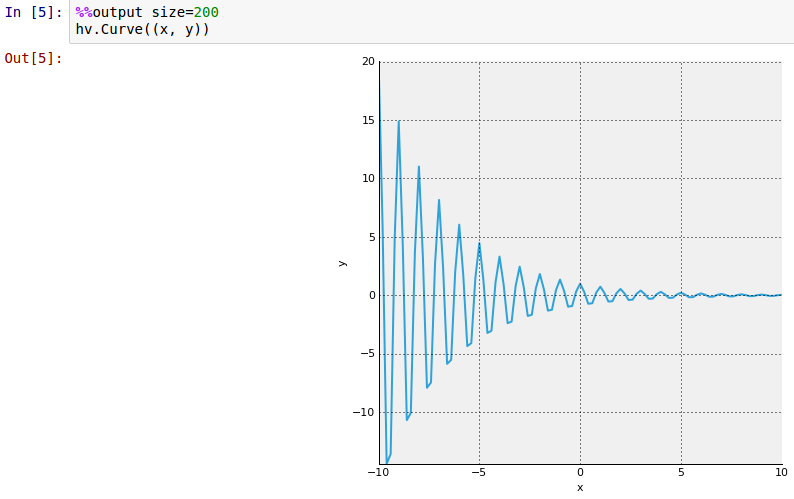 In [5]: %%output size=200
hv.Curve((x, y))
Out[5]:
20
15
10
5
0
−5
−10
y
−10 −5 0 5 10
x